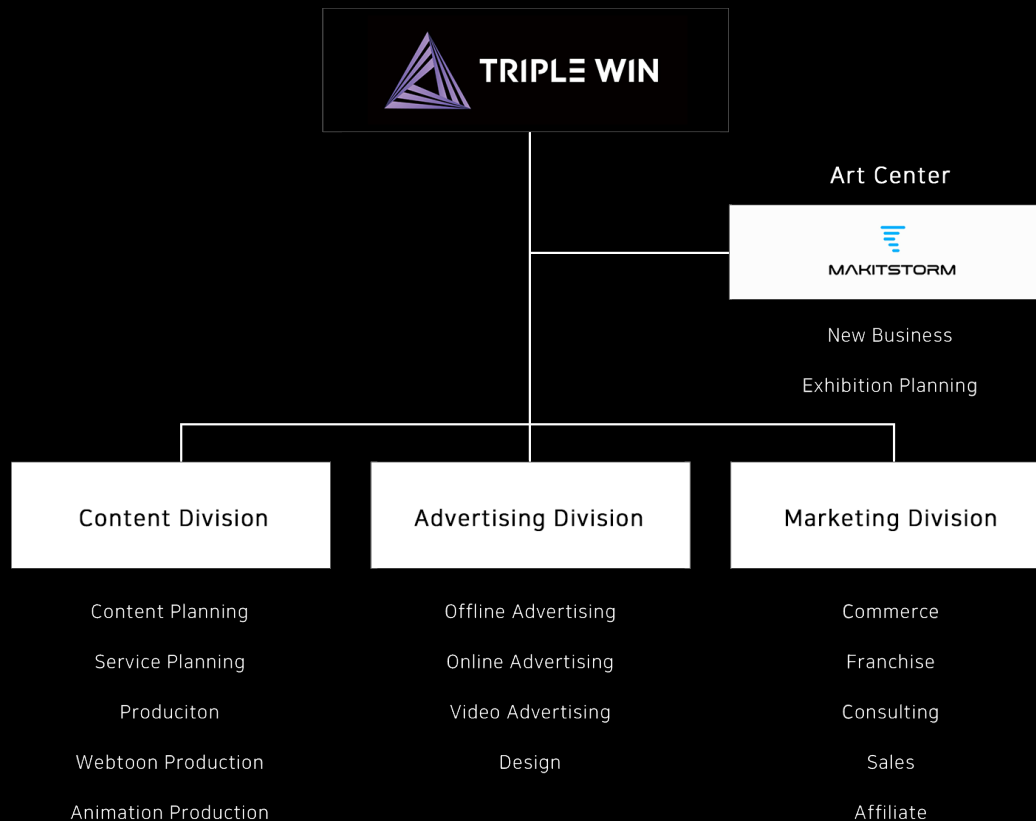 TRIPLE WIN
Art Center
MAKITSTORM
New Business
Exhibition Planning
Content Division
Advertising Division
Marketing Division
Content Planning
Service Planning
Produciton
Webtoon Production
Animation Production
Offline Advertising
Online Advertising
Video Advertising
Design
Commerce
Franchise
Consulting
Sales
Affiliate